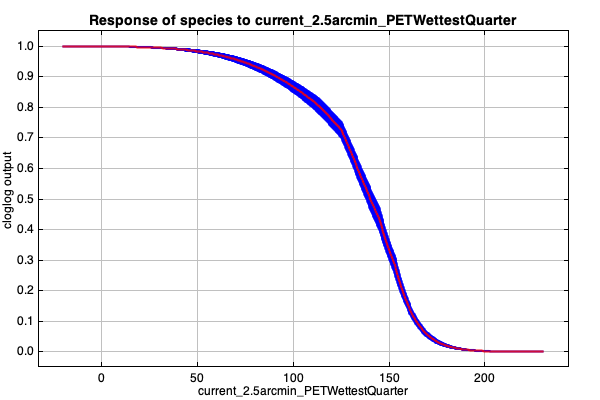 Response of species to current_2.5arcmin_PETWettestQuarter
cloglog output
1.0
0.9
0.8
0.7
0.6
0.5
0.4
0.3
0.2
0.1
0.0
0 50 100 150 200
current_2.5arcmin_PETWettestQuarter